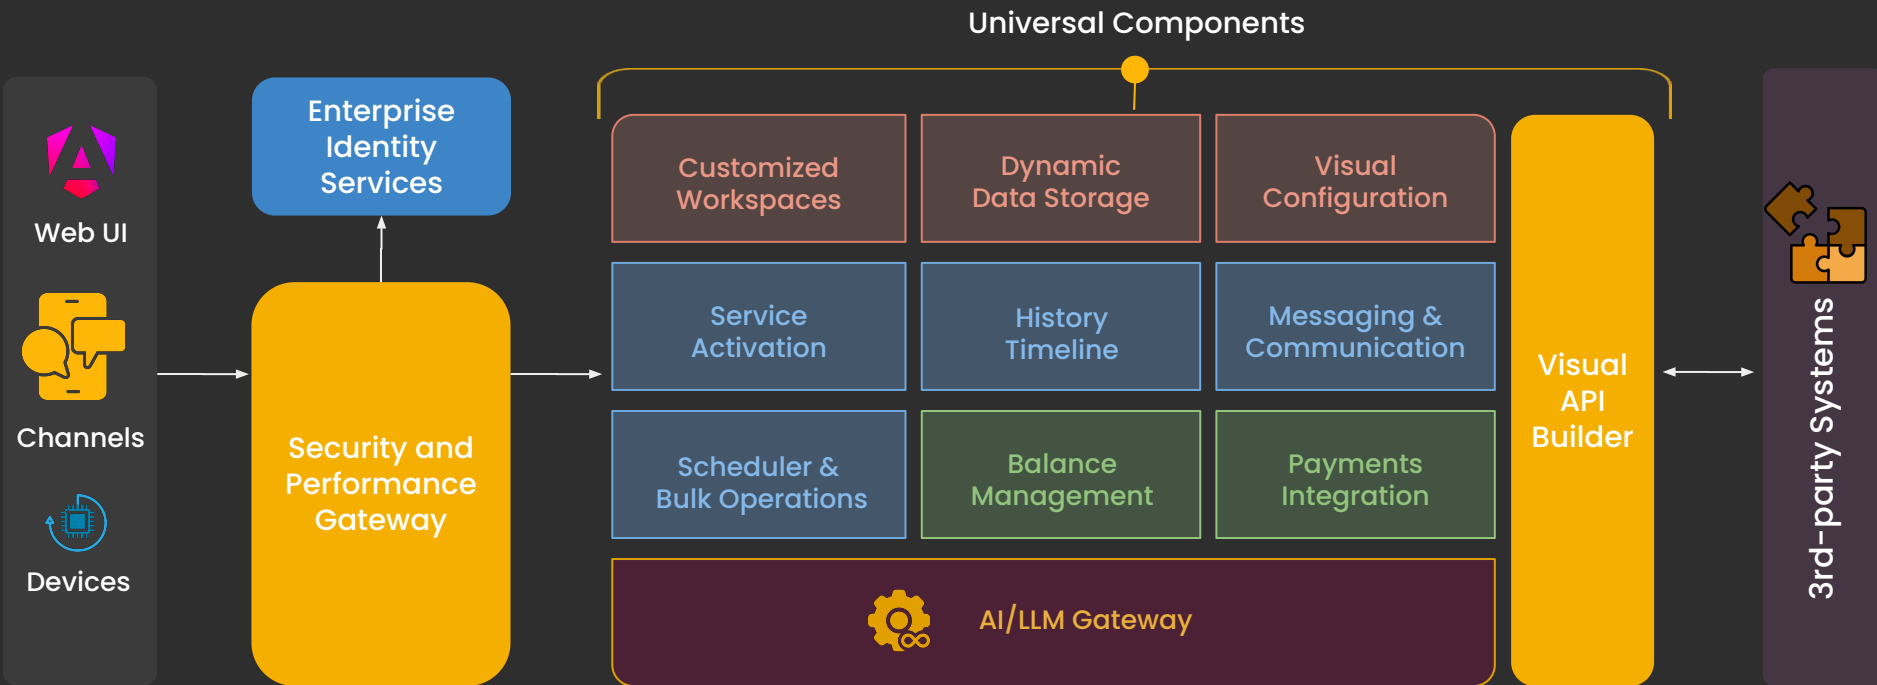 Universal Components
Web UI
Channels
Devices
Enterprise
Identity
Services
Security and
Performance
Gateway
Customized
Workspaces
Dynamic
Data Storage
Visual
Configuration
Service
Activation
History
Timeline
Messaging &
Communication
Scheduler &
Bulk Operations
Balance
Management
Payments
Integration
AI/LLM Gateway
Visual
API
Builder
3rd-party Systems